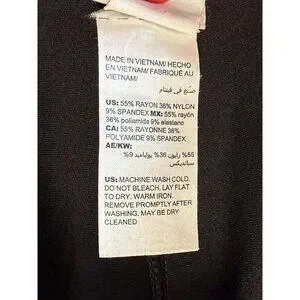 MADE IN VIETNAM/ HECHO
EN VIETNAM/ FABRIQUÉ AU
VIETNAM/
صنع في فيتنام
US: 55% RAYON 36% NYLON
9% SPANDEX MX: 55% rayón
36% poliamida 9% elastano
CA: 55% RAYONNE 36%
POLYAMIDE 9% SPANDEX
AE/KW:
55% رايون 36% بولياميد 9%
سبانديكس
US: MACHINE WASH COLD.
DO NOT BLEACH. LAY FLAT
TO DRY. WARM IRON.
REMOVE PROMPTLY AFTER
WASHING. MAY BE DRY
CLEANED